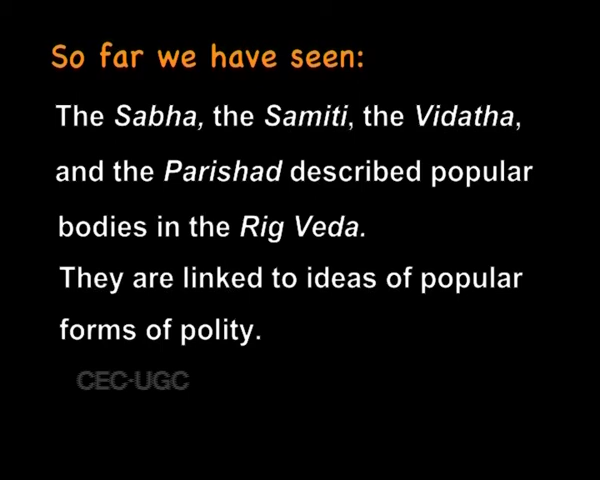 So far we have seen:
The Sabha, the Samiti, the Vidatha,
and the Parishad described popular
bodies in the Rig Veda.
They are linked to ideas of popular
forms of polity.
CEC-UGC